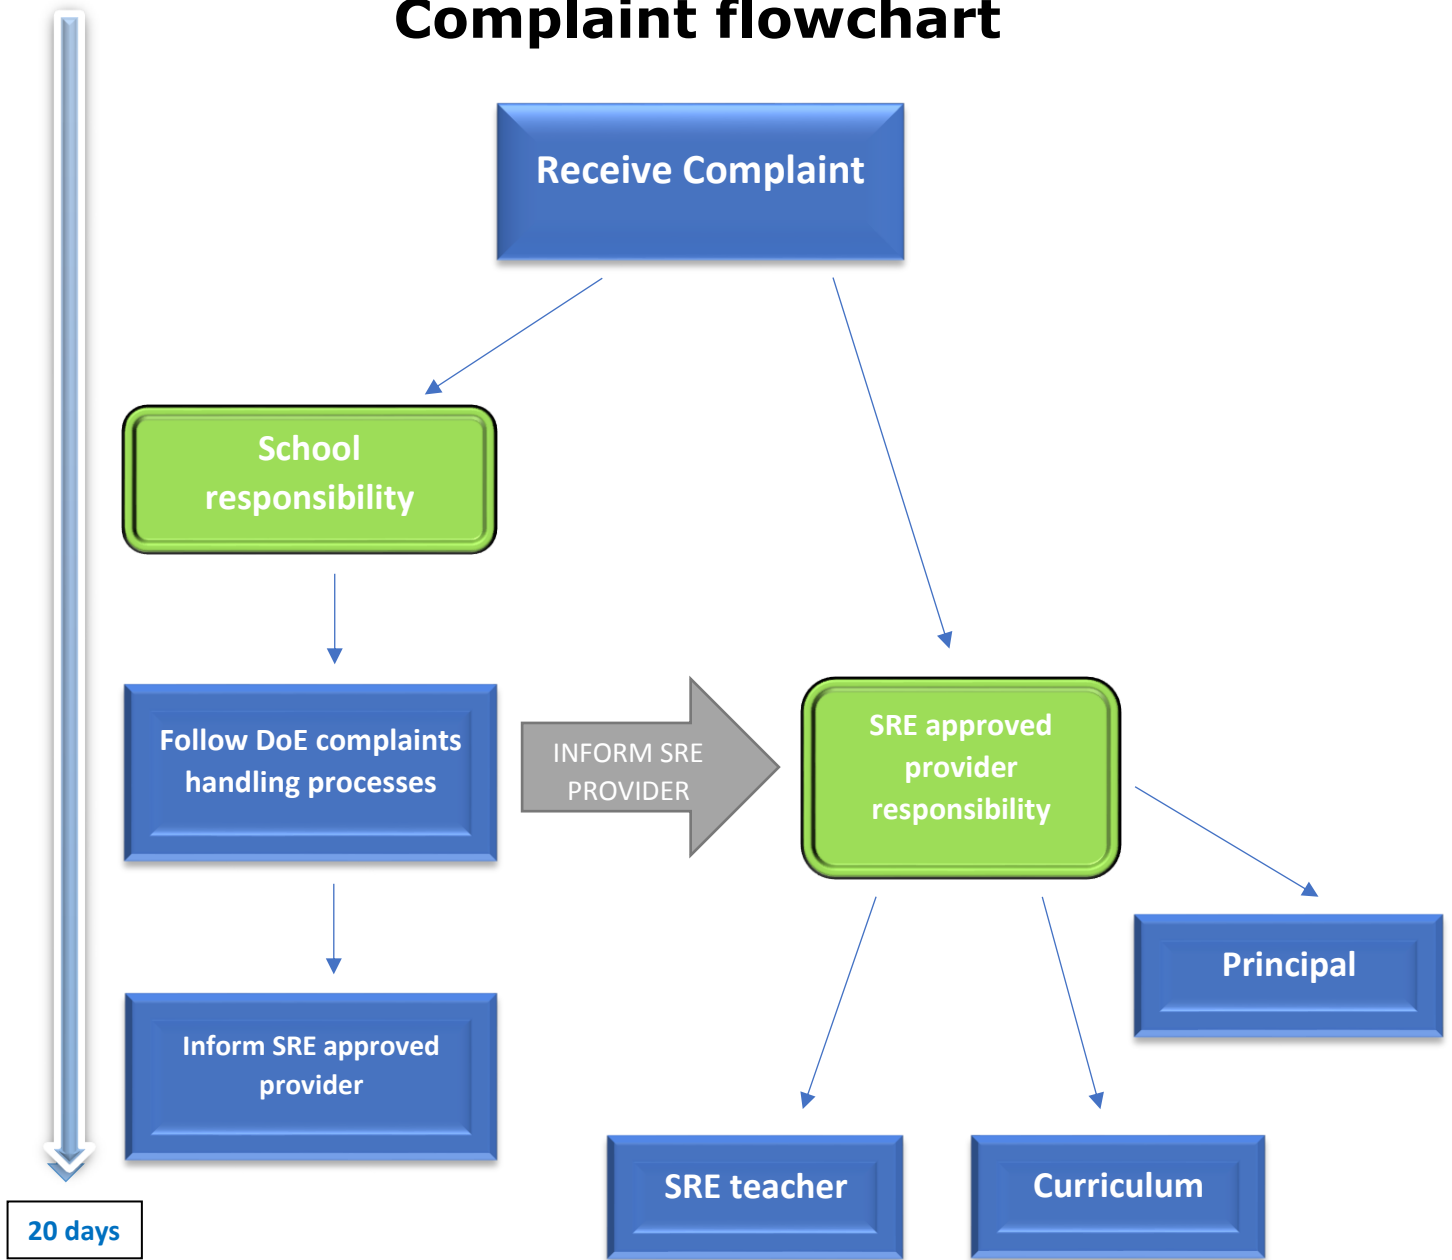 Complaint flowchart
Receive Complaint
School
responsibility
Follow DoE complaints
handling processes
INFORM SRE
PROVIDER
SRE approved
provider
responsibility
Principal
Inform SRE approved
provider
SRE teacher
Curriculum
20 days